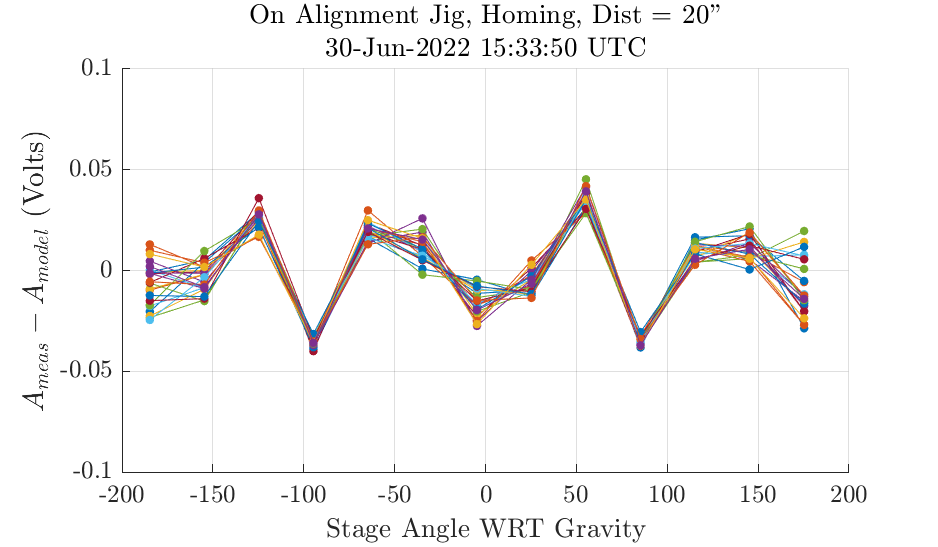 On Alignment Jig, Homing, Dist = 20”
30-Jun-2022 15:33:50 UTC
0.1
0.05
0
-0.05
-0.1
A_meas − A_model (Volts)
-200 -150 -100 -50 0 50 100 150 200
Stage Angle WRT Gravity